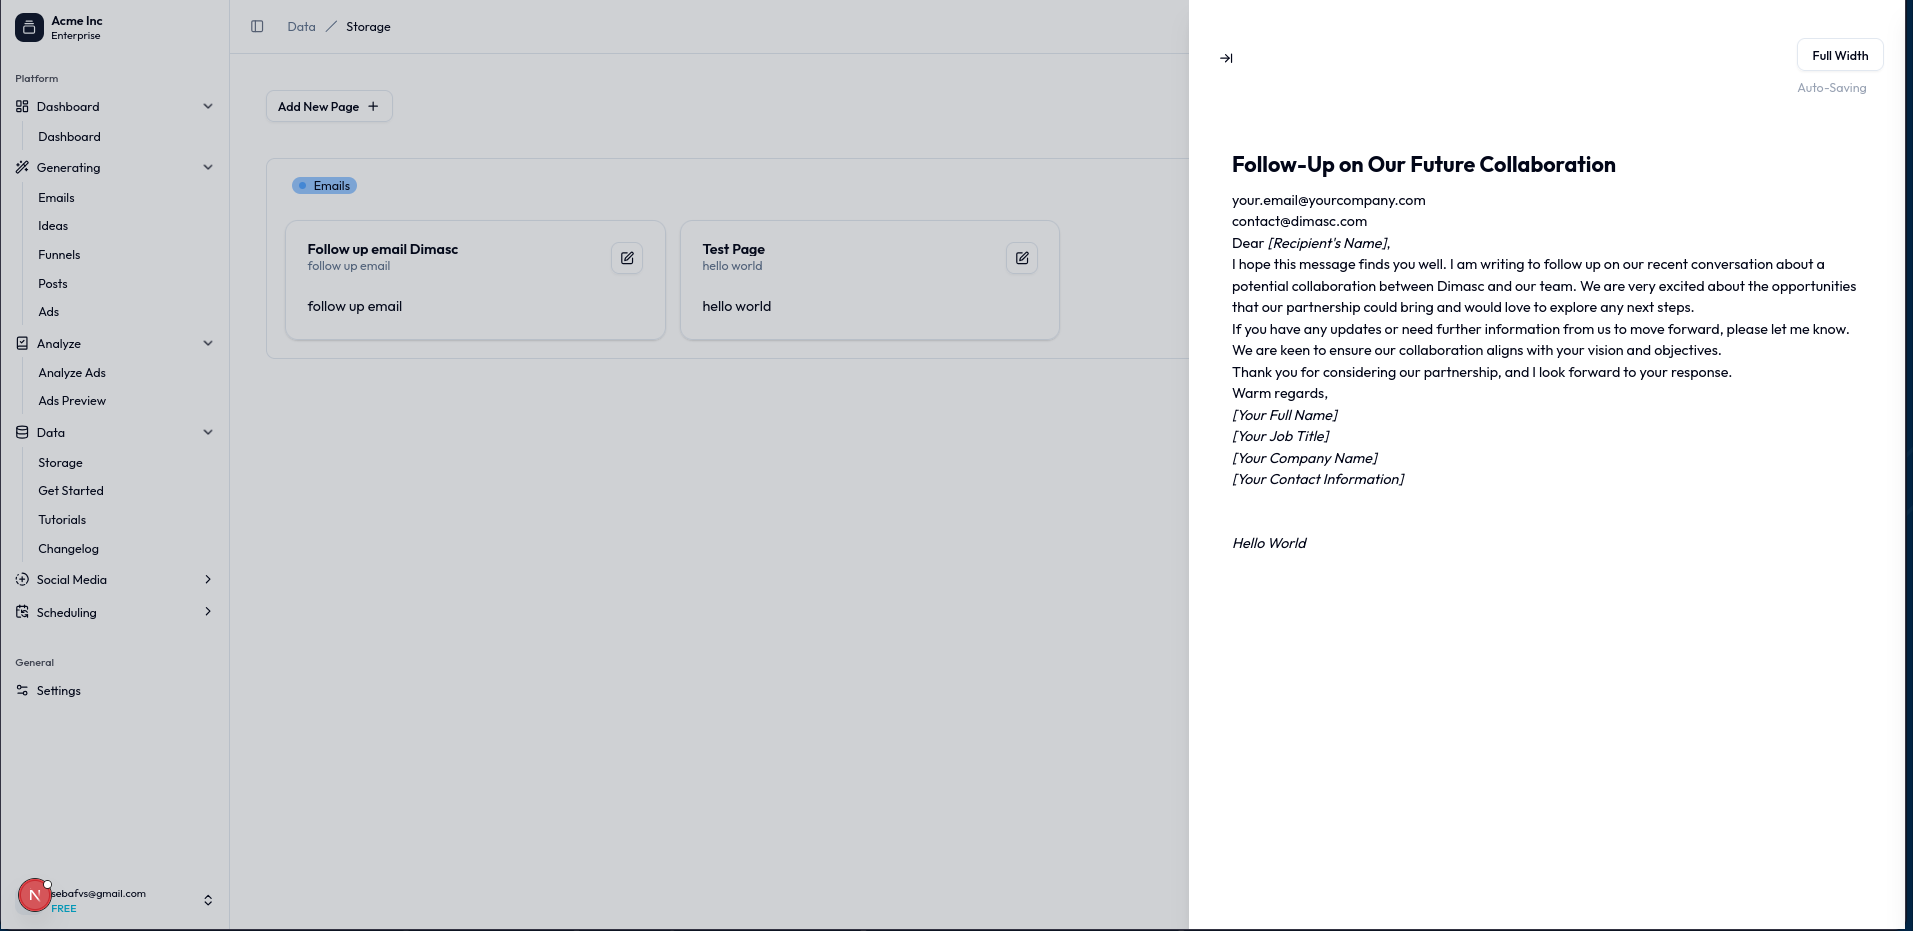 Acme Inc
Enterprise
Platform
Dashboard
Dashboard
Generating
Emails
Ideas
Funnels
Posts
Ads
Analyze
Analyze Ads
Ads Preview
Data
Storage
Get Started
Tutorials
Changelog
Social Media
Scheduling
General
Settings
N
sebafvs@gmail.com
FREE
Data / Storage
Add New Page +
Emails
Follow up email Dimasc
follow up email
follow up email
Test Page
hello world
hello world
Full Width
Auto-Saving
Follow-Up on Our Future Collaboration
your.email@yourcompany.com
contact@dimasc.com
Dear [Recipient's Name],
I hope this message finds you well. I am writing to follow up on our recent conversation about a
potential collaboration between Dimasc and our team. We are very excited about the opportunities
that our partnership could bring and would love to explore any next steps.
If you have any updates or need further information from us to move forward, please let me know.
We are keen to ensure our collaboration aligns with your vision and objectives.
Thank you for considering our partnership, and I look forward to your response.
Warm regards,
[Your Full Name]
[Your Job Title]
[Your Company Name]
[Your Contact Information]
Hello World